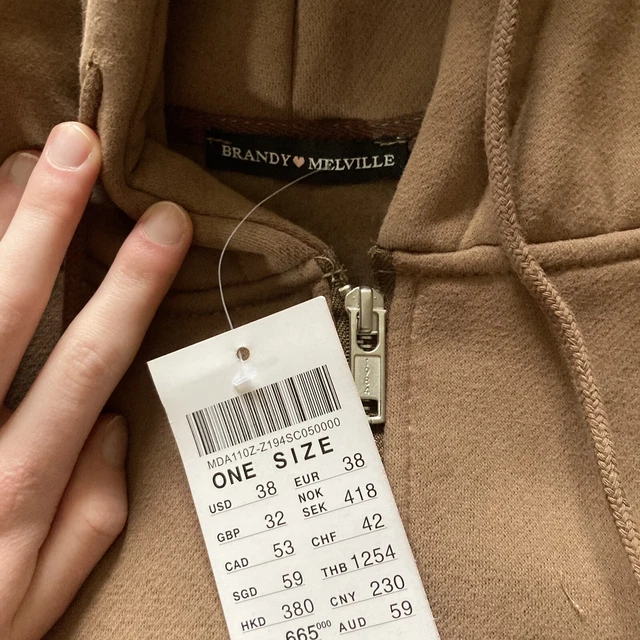 BRANDY♥MELVILLE
MDA110Z-Z194SC050000
ONE SIZE
USD 38 EUR 38
GBP 32 NOK SEK 418
CAD 53 CHF 42
SGD 59 THB 1254
HKD 380 CNY 230
665000 AUD 59